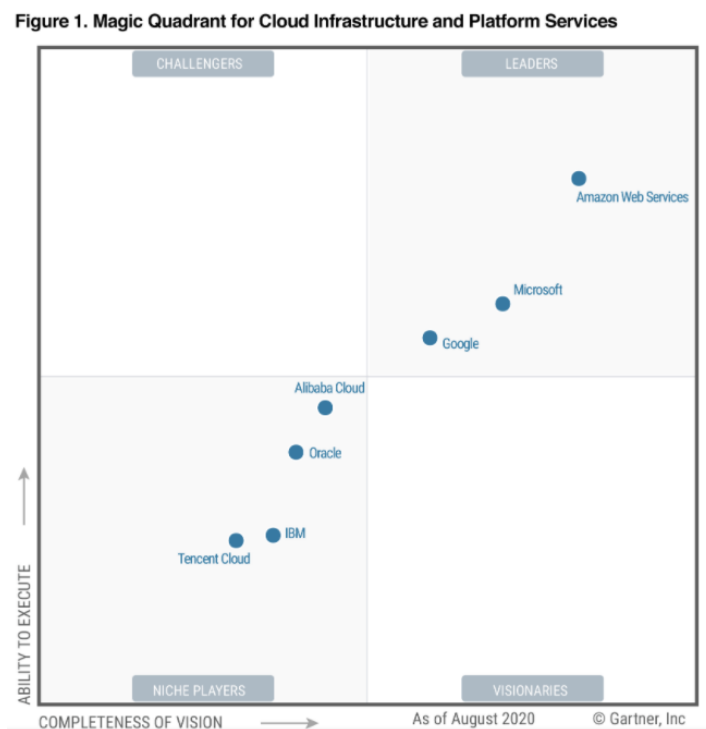 Figure 1. Magic Quadrant for Cloud Infrastructure and Platform Services
CHALLENGERS
LEADERS
Amazon Web Services
Microsoft
Google
Alibaba Cloud
Oracle
IBM
Tencent Cloud
ABILITY TO EXECUTE
NICHE PLAYERS
VISIONARIES
COMPLETENESS OF VISION
As of August 2020
© Gartner, Inc